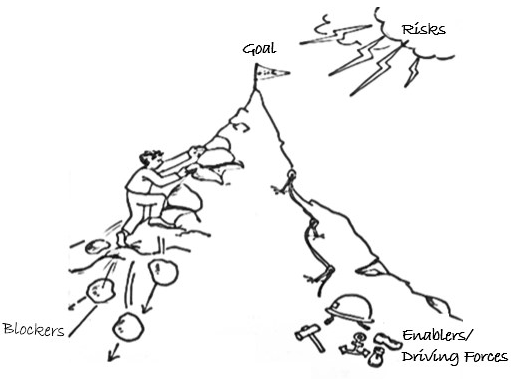 Risks
Goal
Blockers
Enablers/
Driving Forces